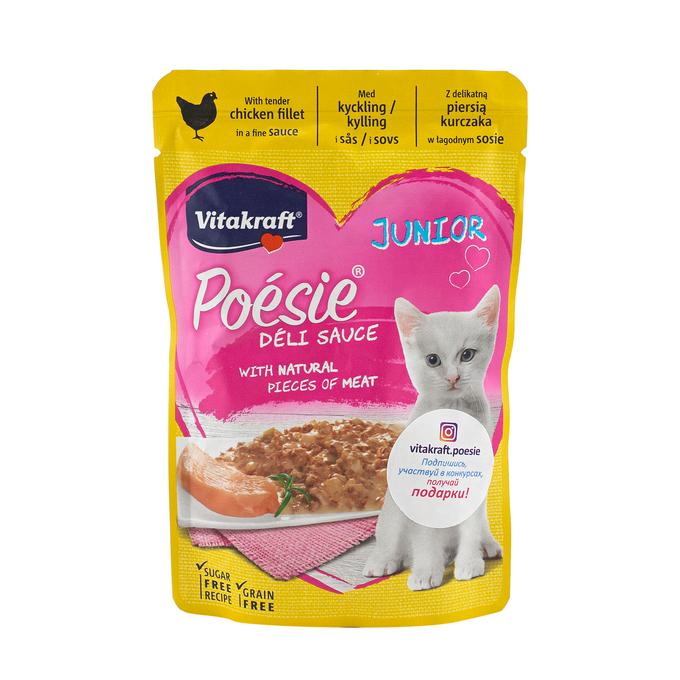 With tender
chicken fillet
in a fine sauce
Med
kyckling /
kylling
i sås / i sovs
Z delikatną
piersią
kurczaka
w łagodnym sosie
Vitakraft®
JUNIOR
Poésie®
DÉLI SAUCE
WITH NATURAL
PIECES OF MEAT
vitakraft.poesie
Подпишись,
участвуй в конкурсах,
получай
подарки!
SUGAR
FREE
RECIPE
GRAIN
FREE